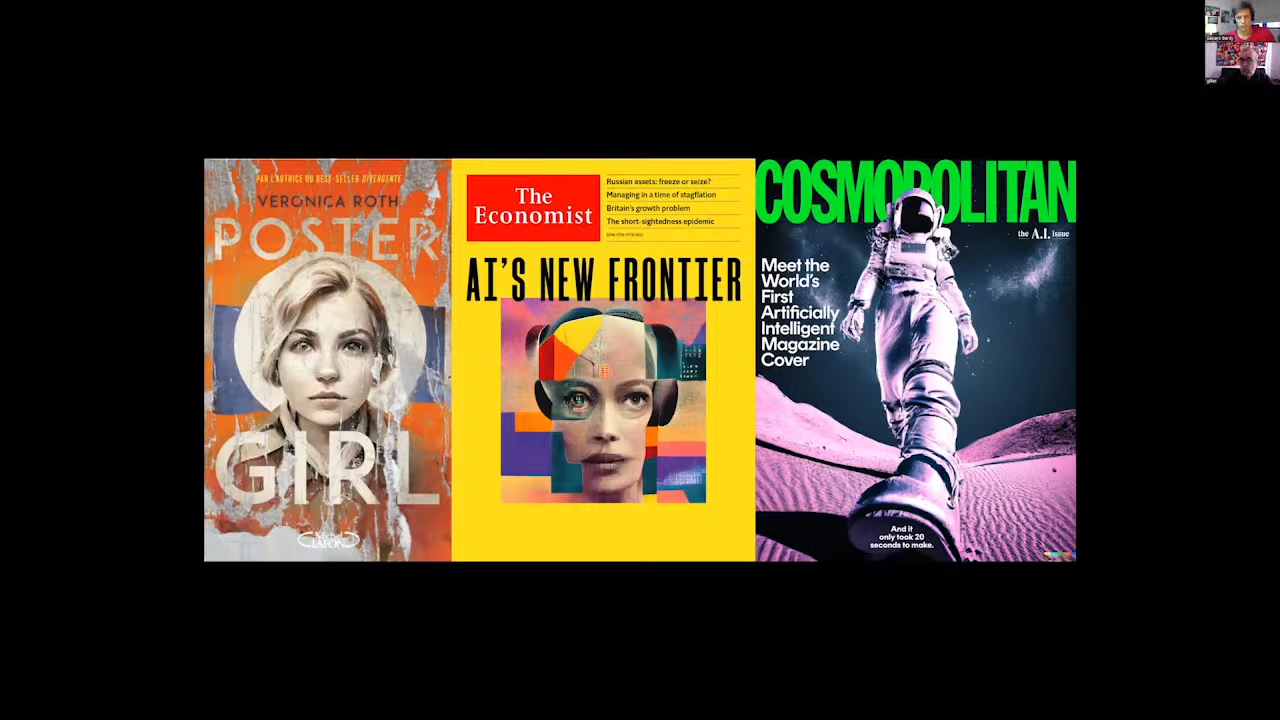 PAR L'AUTRICE DU BEST-SELLER DIVERGENTE
VERONICA ROTH
POSTER
GIRL
Michel
LAFON
The
Economist
Russian assets: freeze or seize?
Managing in a time of stagflation
Britain's growth problem
The short-sightedness epidemic
AI'S NEW FRONTIER
COSMOPOLITAN
the A.I. issue
Meet the
World's
First
Artificially
Intelligent
Magazine
Cover
And it
only took 20
seconds to make.